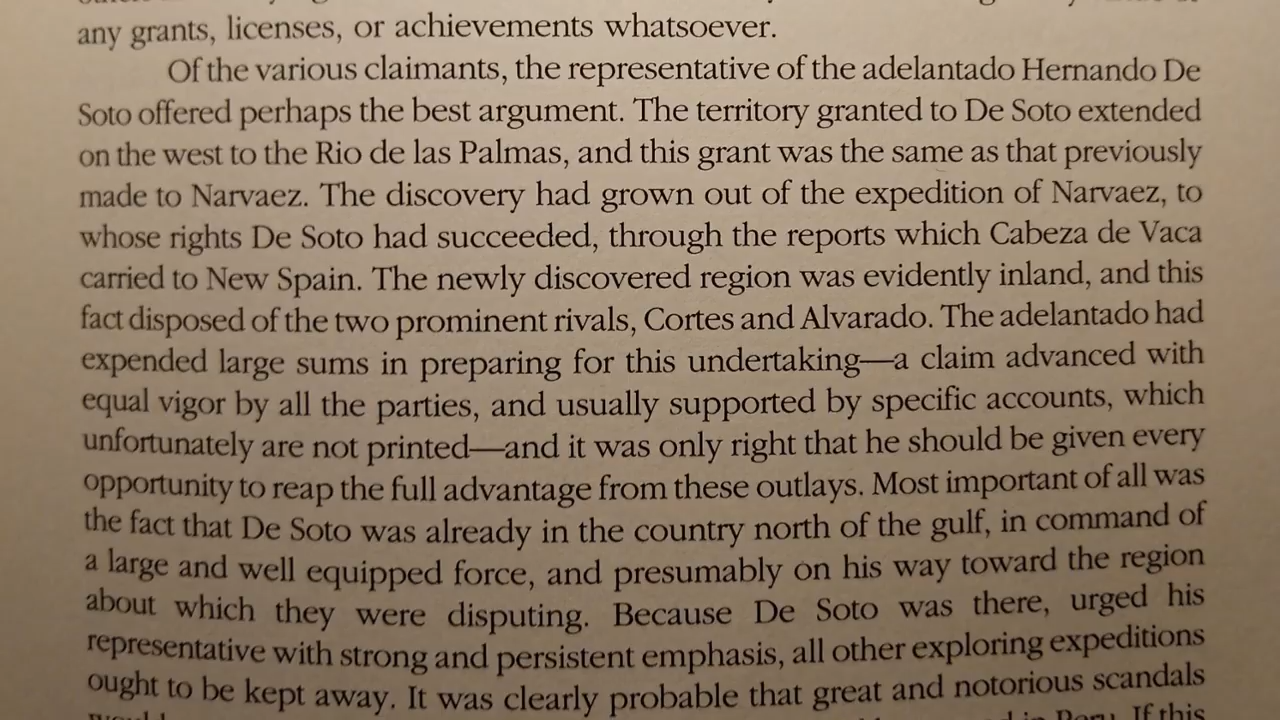 any grants, licenses, or achievements whatsoever.
Of the various claimants, the representative of the adelantado Hernando De
Soto offered perhaps the best argument. The territory granted to De Soto extended
on the west to the Rio de las Palmas, and this grant was the same as that previously
made to Narvaez. The discovery had grown out of the expedition of Narvaez, to
whose rights De Soto had succeeded, through the reports which Cabeza de Vaca
carried to New Spain. The newly discovered region was evidently inland, and this
fact disposed of the two prominent rivals, Cortes and Alvarado. The adelantado had
expended large sums in preparing for this undertaking—a claim advanced with
equal vigor by all the parties, and usually supported by specific accounts, which
unfortunately are not printed—and it was only right that he should be given every
opportunity to reap the full advantage from these outlays. Most important of all was
the fact that De Soto was already in the country north of the gulf, in command of
a large and well equipped force, and presumably on his way toward the region
about which they were disputing. Because De Soto was there, urged his
representative with strong and persistent emphasis, all other exploring expeditions
ought to be kept away. It was clearly probable that great and notorious scandals
in Peru. If this